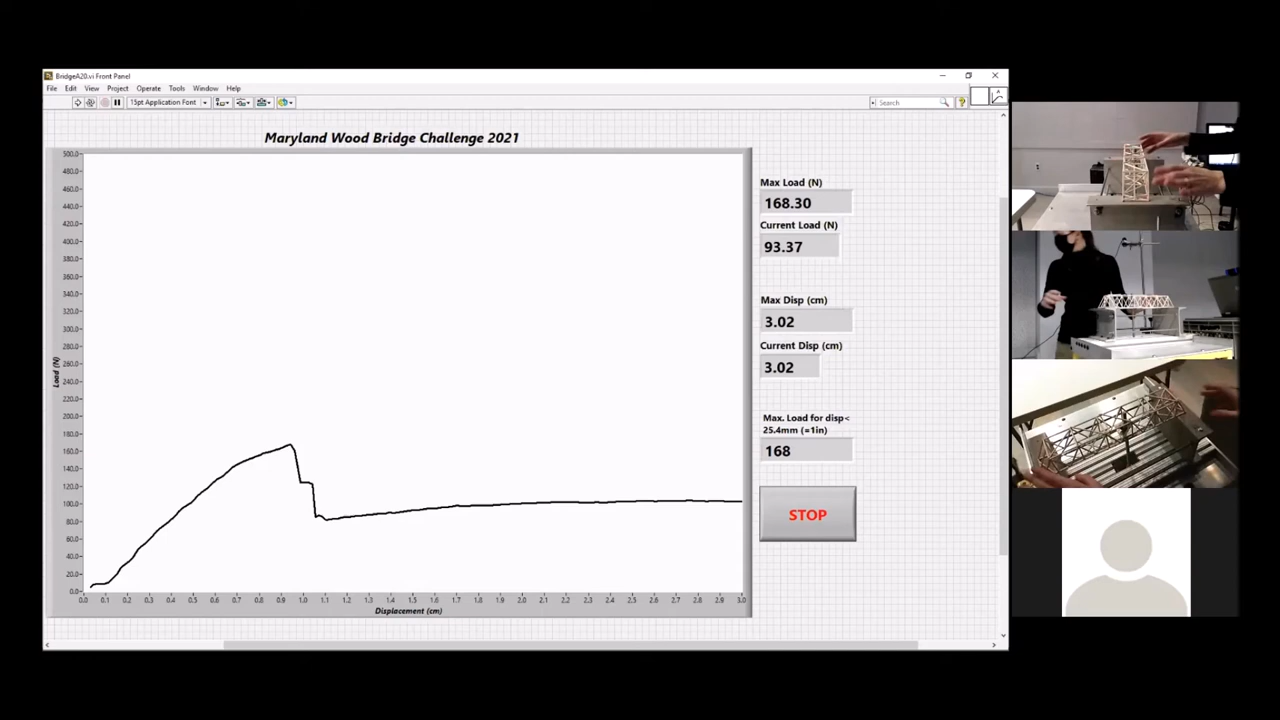 BridgeA20.vi Front Panel
File Edit View Project Operate Tools Window Help
15pt Application Font
Search
Maryland Wood Bridge Challenge 2021
500.0
480.0
460.0
440.0
420.0
400.0
380.0
360.0
340.0
320.0
300.0
280.0
260.0
240.0
220.0
200.0
180.0
160.0
140.0
120.0
100.0
80.0
60.0
40.0
20.0
0.0
Load (N)
0.0 0.1 0.2 0.3 0.4 0.5 0.6 0.7 0.8 0.9 1.0 1.1 1.2 1.3 1.4 1.5 1.6 1.7 1.8 1.9 2.0 2.1 2.2 2.3 2.4 2.5 2.6 2.7 2.8 2.9 3.0
Displacement (cm)
Max Load (N)
168.30
Current Load (N)
93.37
Max Disp (cm)
3.02
Current Disp (cm)
3.02
Max. Load for disp<
25.4mm (=1in)
168
STOP